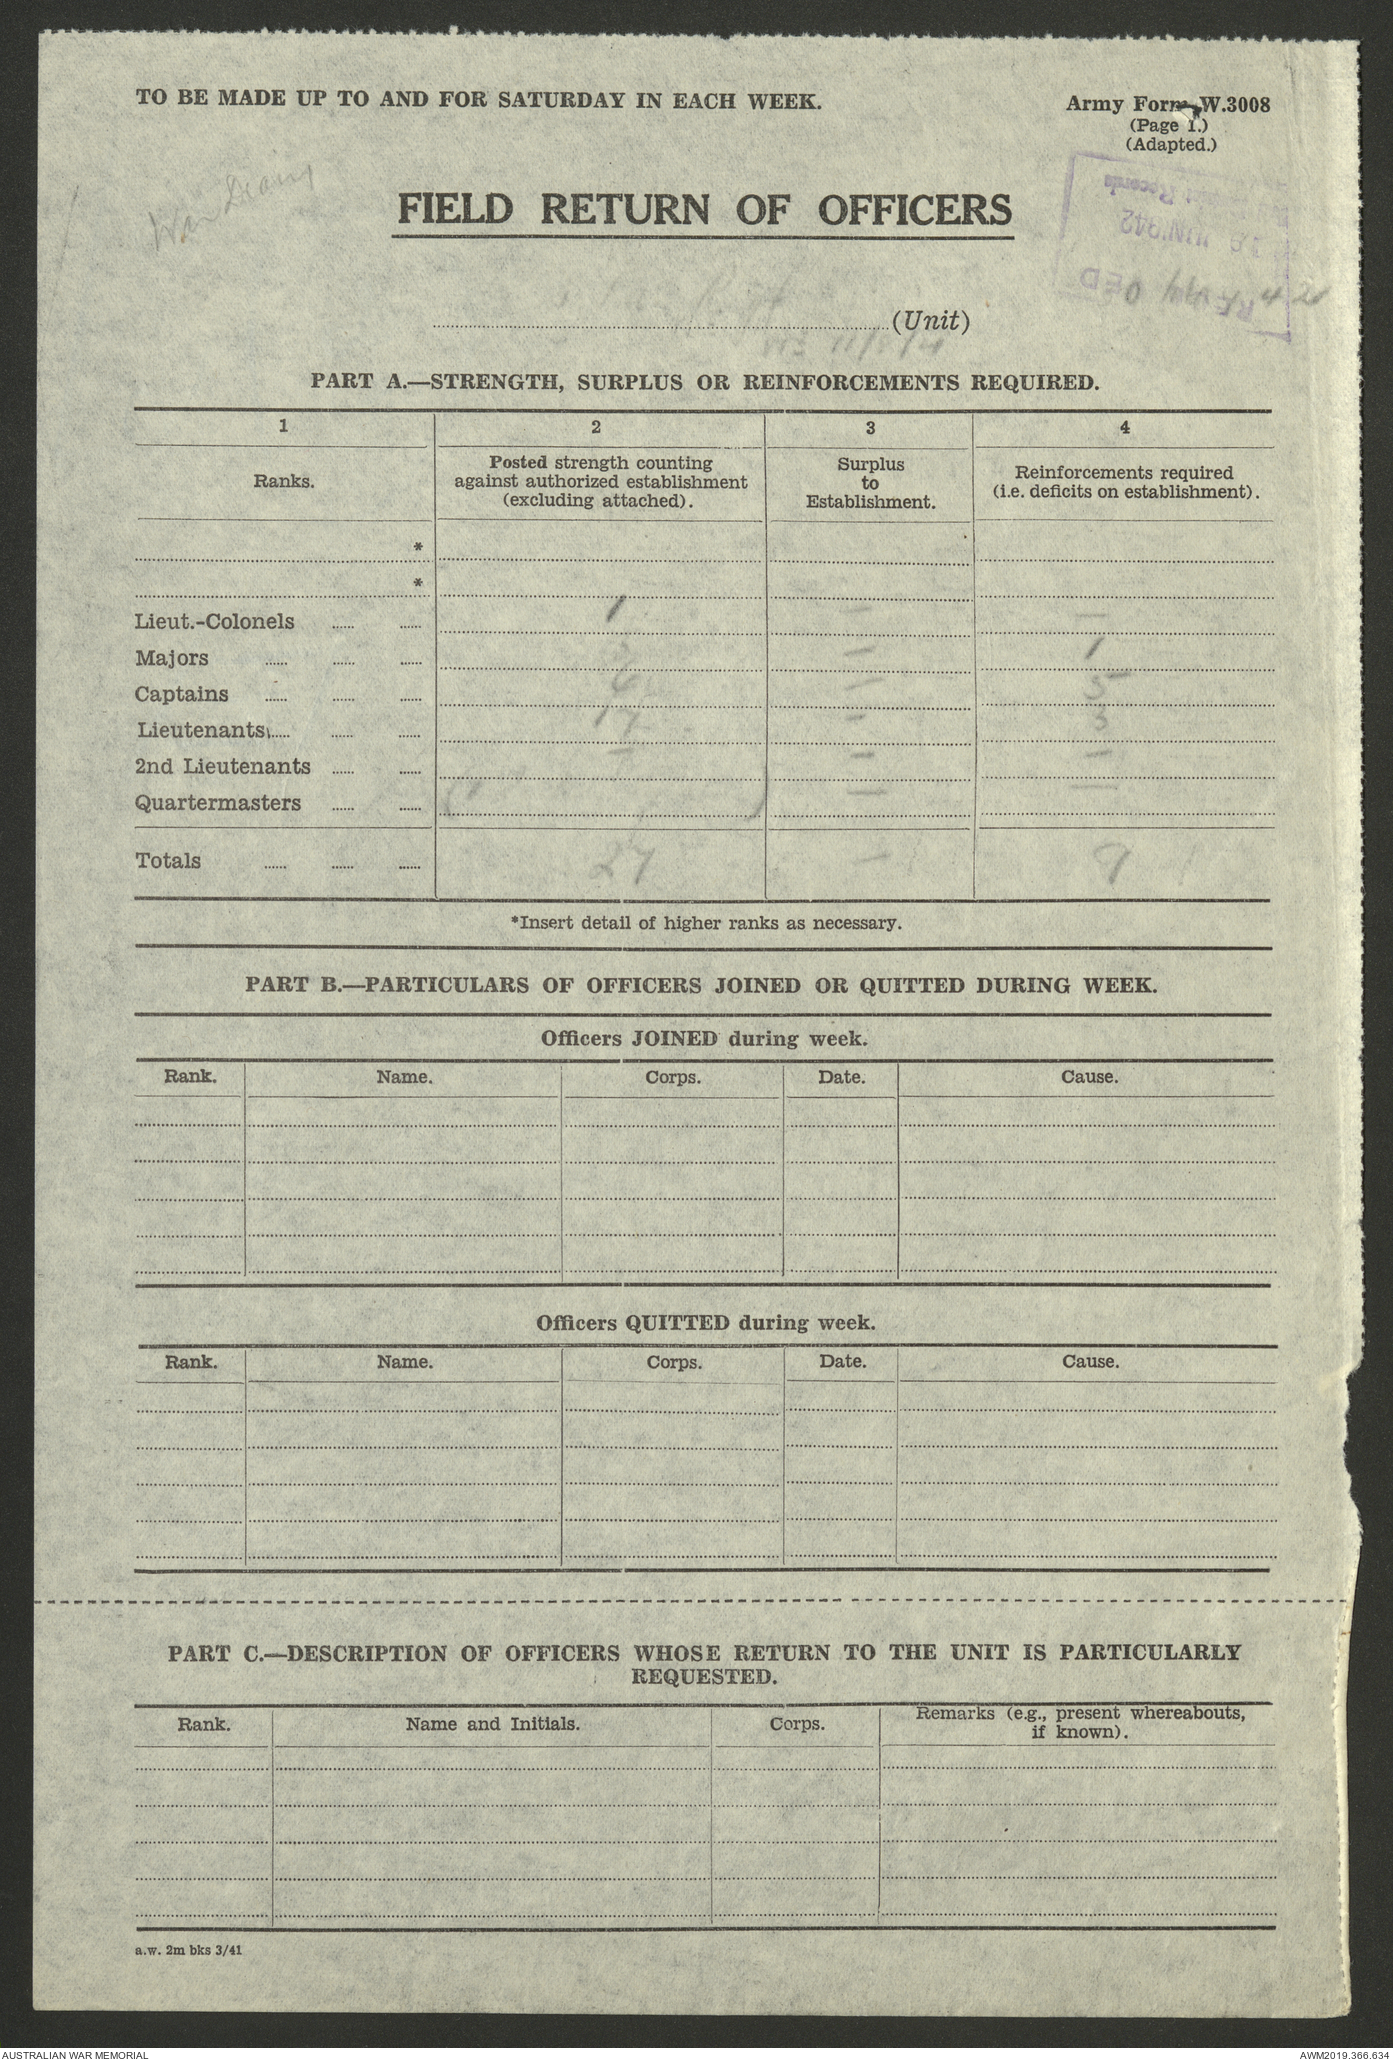 TO BE MADE UP TO AND FOR SATURDAY IN EACH WEEK.
Army Form W.3008
(Page 1.)
(Adapted.)
War Diary
FIELD RETURN OF OFFICERS
(Unit)
PART A.—STRENGTH, SURPLUS OR REINFORCEMENTS REQUIRED.
1 2 3 4
Ranks. Posted strength counting against authorized establishment (excluding attached). Surplus to Establishment. Reinforcements required (i.e. deficits on establishment).
*
*
Lieut.-Colonels ...... ...... 1 — —
Majors ...... ...... ...... — 1
Captains ...... ...... ...... — 5
Lieutenants ...... ...... ...... 17 — 3
2nd Lieutenants ...... ...... — — —
Quartermasters ...... ...... ( ) — —
Totals ...... ...... ...... 27 — 9
*Insert detail of higher ranks as necessary.
PART B.—PARTICULARS OF OFFICERS JOINED OR QUITTED DURING WEEK.
Officers JOINED during week.
Rank. Name. Corps. Date. Cause.
Officers QUITTED during week.
Rank. Name. Corps. Date. Cause.
PART C.—DESCRIPTION OF OFFICERS WHOSE RETURN TO THE UNIT IS PARTICULARLY
REQUESTED.
Rank. Name and Initials. Corps. Remarks (e.g., present whereabouts, if known).
a.w. 2m bks 3/41
AUSTRALIAN WAR MEMORIAL
AWM2019.366.634